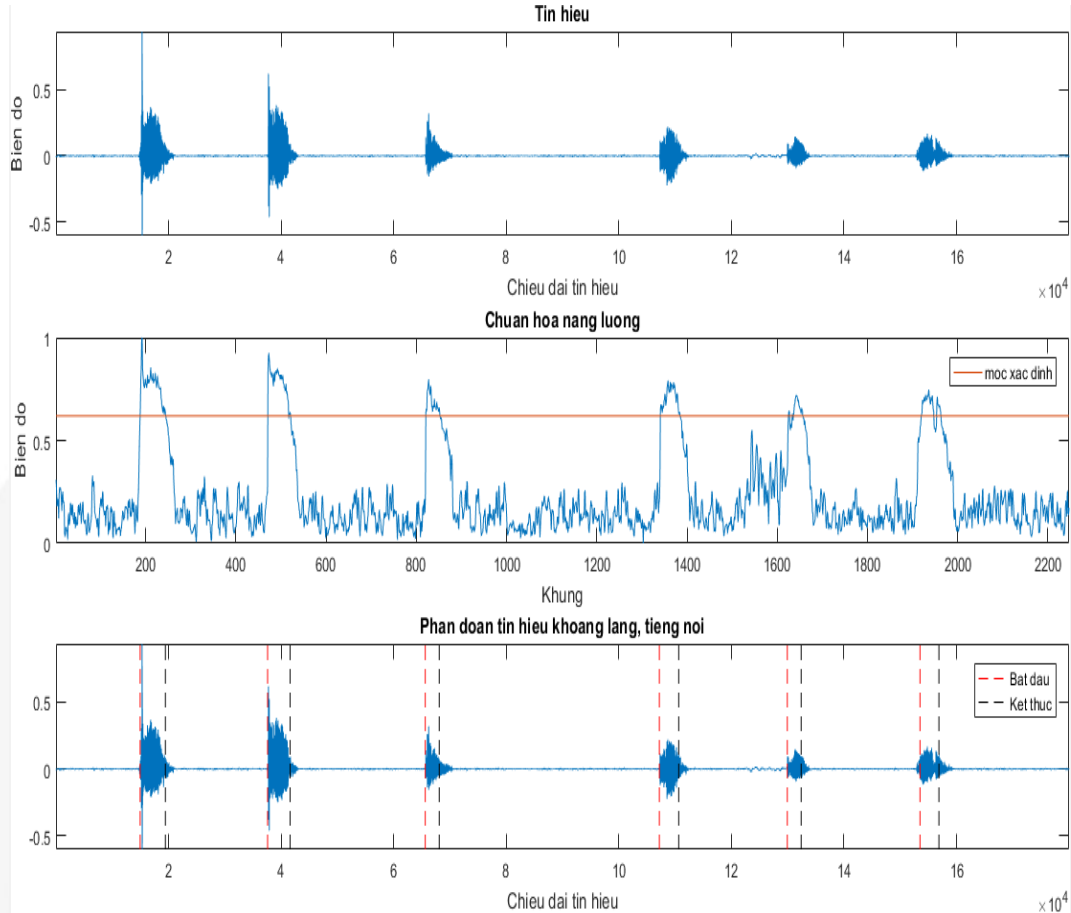 Tin hieu
Bien do
0.5
0
-0.5
2 4 6 8 10 12 14 16
Chieu dai tin hieu
×10^4
Chuan hoa nang luong
Bien do
1
0.5
0
moc xac dinh
200 400 600 800 1000 1200 1400 1600 1800 2000 2200
Khung
Phan doan tin hieu khoang lang, tieng noi
0.5
0
-0.5
Bat dau
Ket thuc
2 4 6 8 10 12 14 16
Chieu dai tin hieu
×10^4